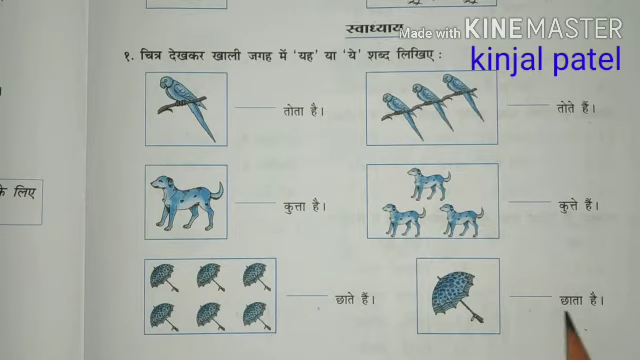 स्वाध्याय
Made with KINEMASTER
kinjal patel
१. चित्र देखकर खाली जगह में 'यह' या 'ये' शब्द लिखिए :
तोता है।
तोते हैं।
के लिए
कुत्ता है।
कुत्ते हैं।
छाते हैं।
छाता है।